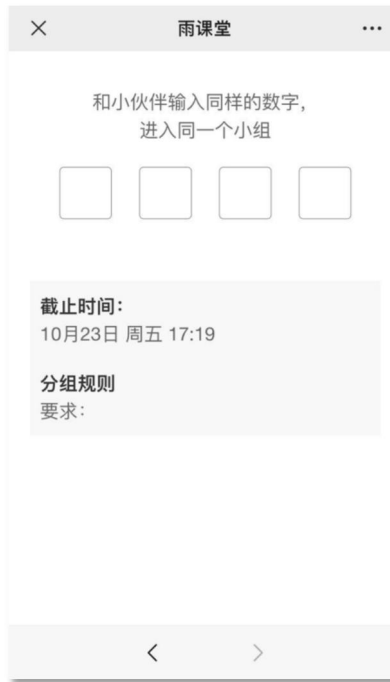 雨课堂
和小伙伴输入同样的数字，
进入同一个小组
截止时间：
10月23日 周五 17:19
分组规则
要求：